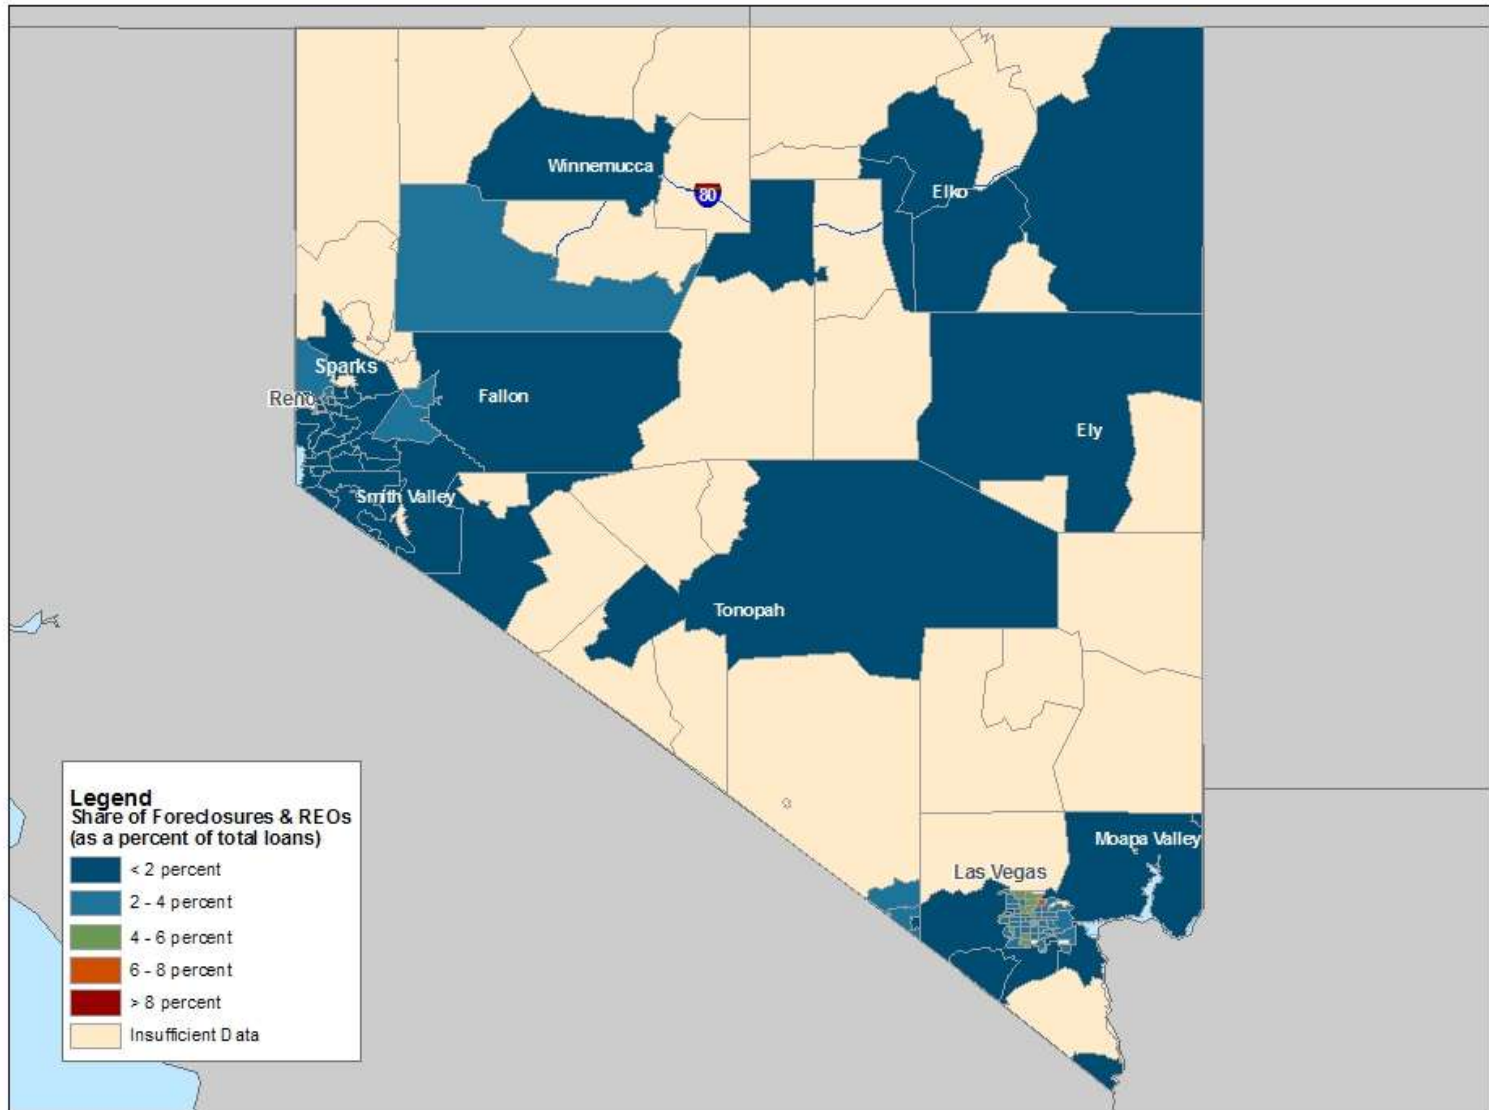 Winnemucca
80
Elko
Sparks
Reno
Fallon
Ely
Smith Valley
Tonopah
Moapa Valley
Las Vegas
Legend
Share of Foreclosures & REOs
(as a percent of total loans)
< 2 percent
2 - 4 percent
4 - 6 percent
6 - 8 percent
> 8 percent
Insufficient Data